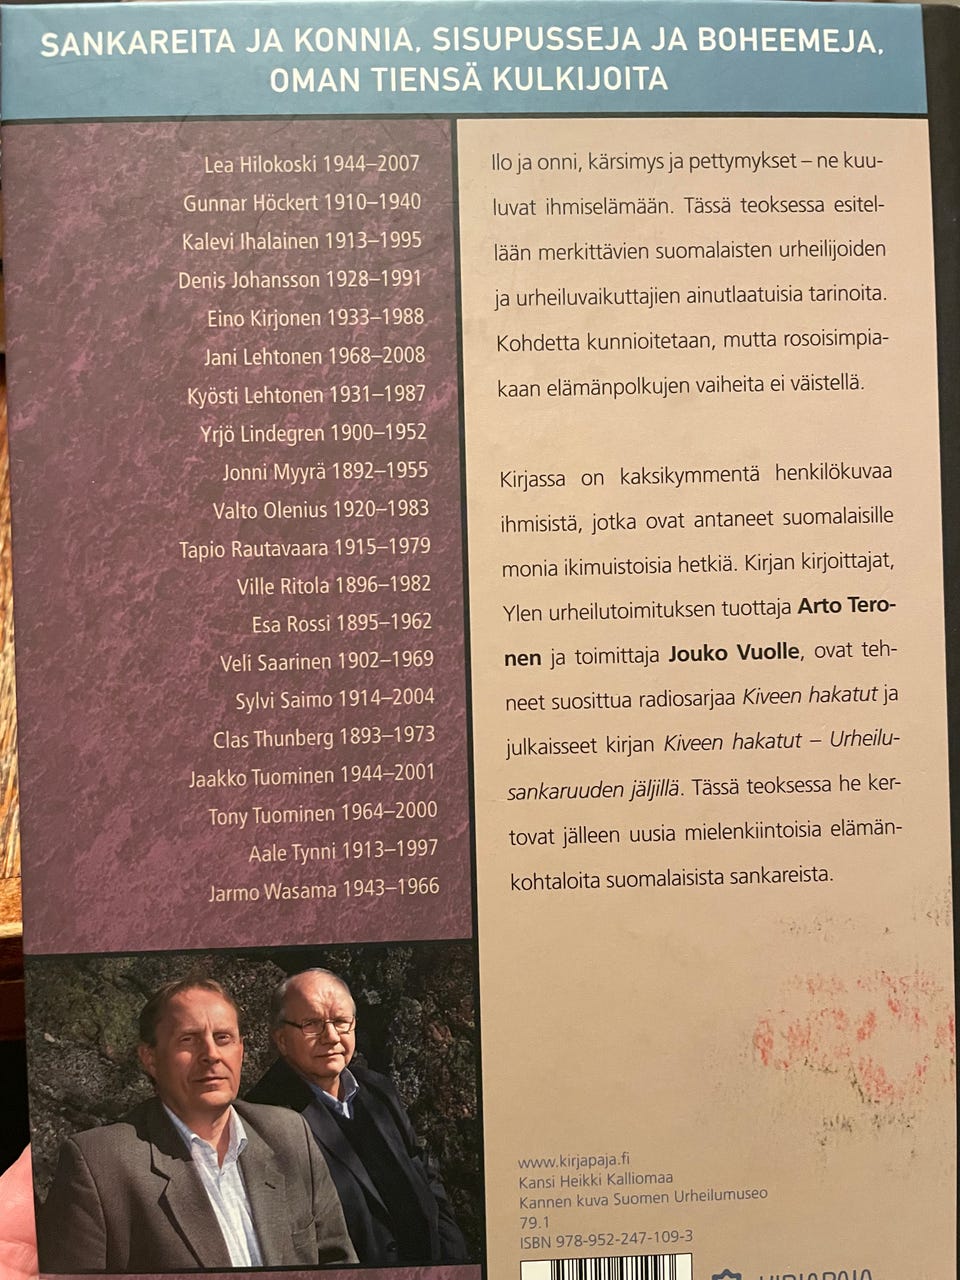 SANKAREITA JA KONNIA, SISUPUSSEJA JA BOHEEMEJA,
OMAN TIENSÄ KULKIJOITA
Lea Hilokoski 1944–2007
Gunnar Höckert 1910–1940
Kalevi Ihalainen 1913–1995
Denis Johansson 1928–1991
Eino Kirjonen 1933–1988
Jani Lehtonen 1968–2008
Kyösti Lehtonen 1931–1987
Yrjö Lindegren 1900–1952
Jonni Myyrä 1892–1955
Valto Olenius 1920–1983
Tapio Rautavaara 1915–1979
Ville Ritola 1896–1982
Esa Rossi 1895–1962
Veli Saarinen 1902–1969
Sylvi Saimo 1914–2004
Clas Thunberg 1893–1973
Jaakko Tuominen 1944–2001
Tony Tuominen 1964–2000
Aale Tynni 1913–1997
Jarmo Wasama 1943–1966
Ilo ja onni, kärsimys ja pettymykset – ne kuu-
luvat ihmiselämään. Tässä teoksessa esitel-
lään merkittävien suomalaisten urheilijoiden
ja urheiluvaikuttajien ainutlaatuisia tarinoita.
Kohdetta kunnioitetaan, mutta rosoisimpia-
kaan elämänpolkujen vaiheita ei väistellä.
Kirjassa on kaksikymmentä henkilökuvaa
ihmisistä, jotka ovat antaneet suomalaisille
monia ikimuistoisia hetkiä. Kirjan kirjoittajat,
Ylen urheilutoimituksen tuottaja Arto Tero-
nen ja toimittaja Jouko Vuolle, ovat teh-
neet suosittua radiosarjaa Kiveen hakatut ja
julkaisseet kirjan Kiveen hakatut – Urheilu-
sankaruuden jäljillä. Tässä teoksessa he ker-
tovat jälleen uusia mielenkiintoisia elämän-
kohtaloita suomalaisista sankareista.
www.kirjapaja.fi
Kansi Heikki Kalliomaa
Kannen kuva Suomen Urheilumuseo
79.1
ISBN 978-952-247-109-3
KIRJAPAJA